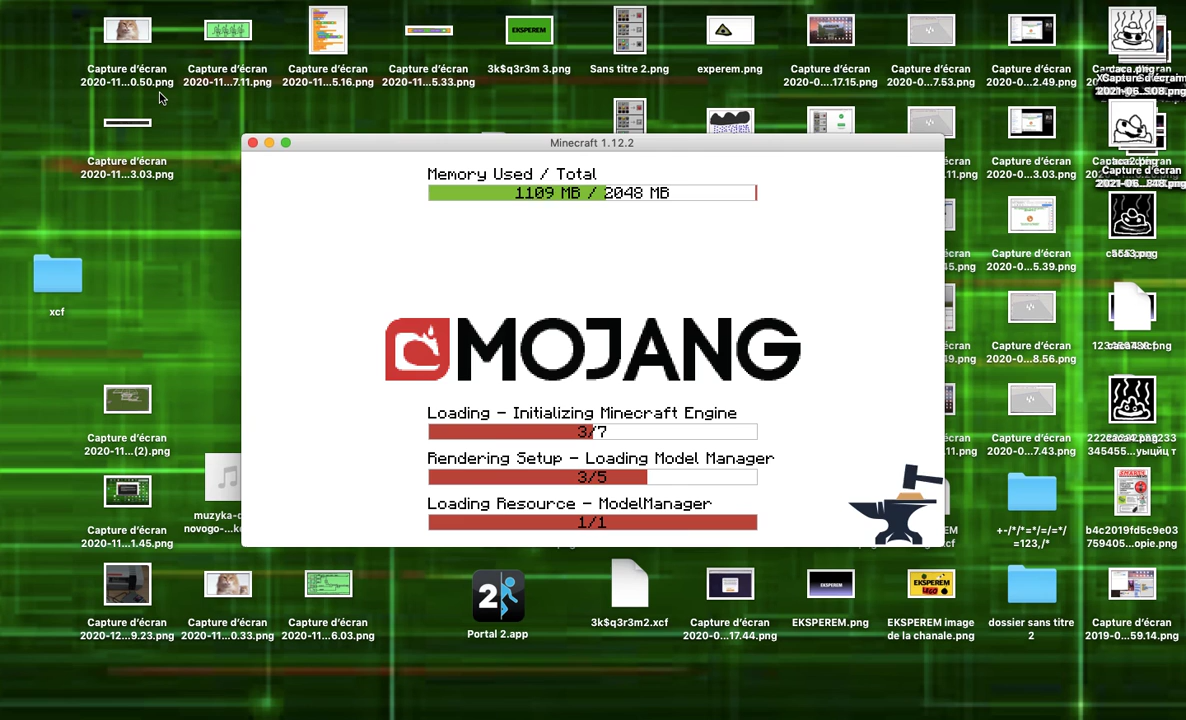 Capture d'écran
2020-11...0.50.png
Capture d'écran
2020-11...7.11.png
Capture d'écran
2020-11...5.16.png
Capture d'écran
2020-11...5.33.png
EKSPEREM
3k$q3r3m 3.png
Sans titre 2.png
experem.png
Capture d'écran
2020-0....17.15.png
Capture d'écran
2020-0...7.53.png
Capture d'écran
2020-0...2.49.png
Capture d'écran
2020-11...3.03.png
Minecraft 1.12.2
Memory Used / Total
1109 MB / 2048 MB
MOJANG
Loading - Initializing Minecraft Engine
3/7
Rendering Setup - Loading Model Manager
3/5
Loading Resource - ModelManager
1/1
xcf
Capture d'écran
2020-0...5.39.png
Capture d'écran
2020-0...8.56.png
Capture d'écran
2020-11...(2).png
Capture d'écran
2020-0...7.43.png
Capture d'écran
2020-11...1.45.png
+-/*/*=/=/=*/
=123,/*
b4c2019fd5c9e03
759405...opie.png
Capture d'écran
2020-12...9.23.png
Capture d'écran
2020-11...0.33.png
Capture d'écran
2020-11...6.03.png
2
Portal 2.app
3k$q3r3m2.xcf
Capture d'écran
2020-0...17.44.png
EKSPEREM
EKSPEREM.png
EKSPEREM
LEGO
EKSPEREM image
de la chanale.png
dossier sans titre
2
Capture d'écran
2019-0...59.14.png